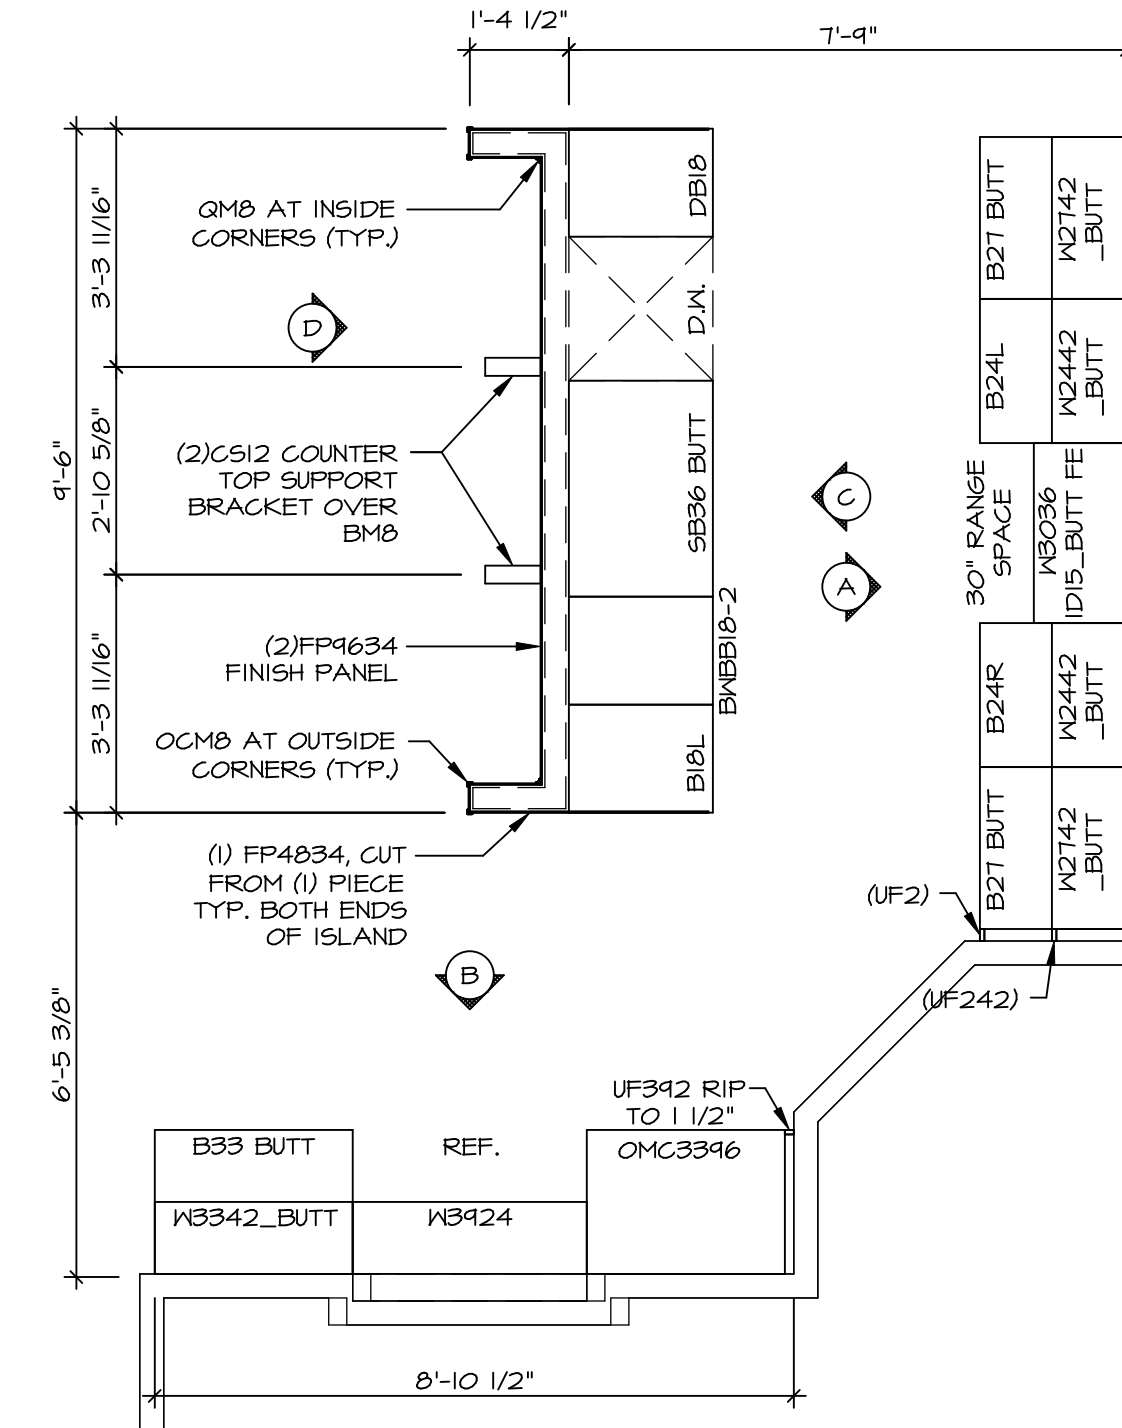 1'-4 1/2"
7'-9"
3'-3 11/16"
QM8 AT INSIDE
CORNERS (TYP.)
DB18
B27 BUTT
W2742
_BUTT
D
D.W.
B24L
W2442
_BUTT
9'-6"
2'-10 5/8"
(2)CS12 COUNTER
TOP SUPPORT
BRACKET OVER
BM8
SB36 BUTT
C
A
30" RANGE
SPACE
W3036
1D15_BUTT FE
3'-3 11/16"
(2)FP9634
FINISH PANEL
BWBB18-2
B24R
W2442
_BUTT
OCM8 AT OUTSIDE
CORNERS (TYP.)
B18L
B27 BUTT
W2742
_BUTT
(1) FP4834, CUT
FROM (1) PIECE
TYP. BOTH ENDS
OF ISLAND
(UF2)
B
(UF242)
6'-5 3/8"
UF392 RIP
TO 1 1/2"
B33 BUTT
REF.
OMC3396
W3342_BUTT
W3924
8'-10 1/2"